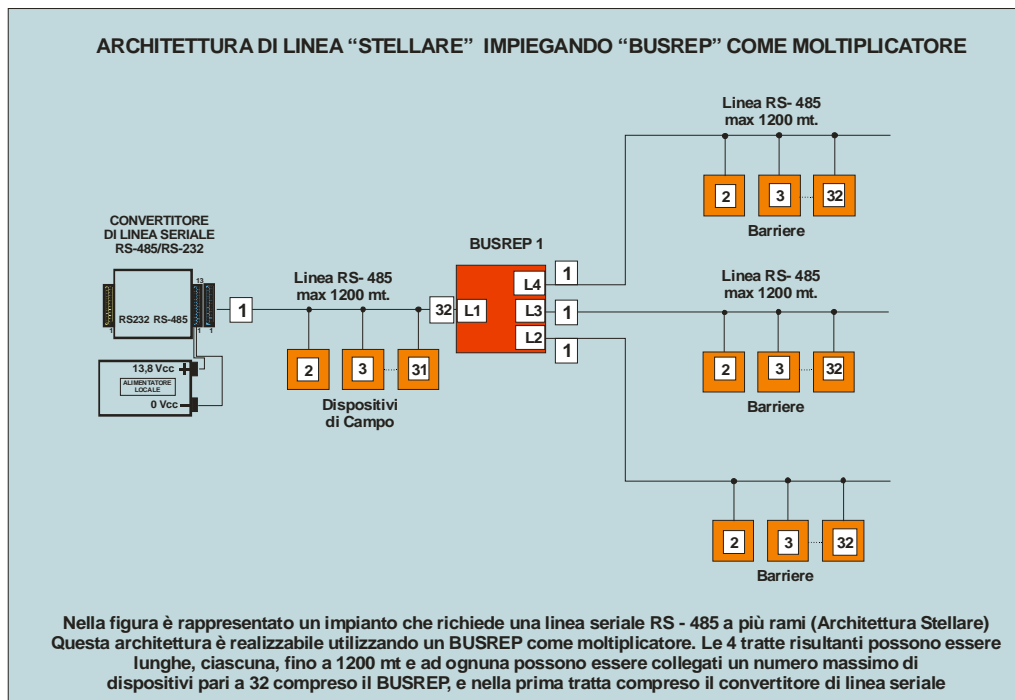 ARCHITETTURA DI LINEA “STELLARE” IMPIEGANDO “BUSREP” COME MOLTIPLICATORE
Linea RS- 485
max 1200 mt.
2
3
32
Barriere
CONVERTITORE
DI LINEA SERIALE
RS-485/RS-232
13
RS232 RS-485
1
1
1
1
13,8 Vcc
ALIMENTATORE
LOCALE
0 Vcc
Linea RS- 485
max 1200 mt.
2
3
31
Dispositivi
di Campo
BUSREP 1
32
L1
L4
L3
L2
1
1
1
Linea RS- 485
max 1200 mt.
2
3
32
Barriere
2
3
32
Barriere
Nella figura è rappresentato un impianto che richiede una linea seriale RS - 485 a più rami (Architettura Stellare)
Questa architettura è realizzabile utilizzando un BUSREP come moltiplicatore. Le 4 tratte risultanti possono essere
lunghe, ciascuna, fino a 1200 mt e ad ognuna possono essere collegati un numero massimo di
dispositivi pari a 32 compreso il BUSREP, e nella prima tratta compreso il convertitore di linea seriale